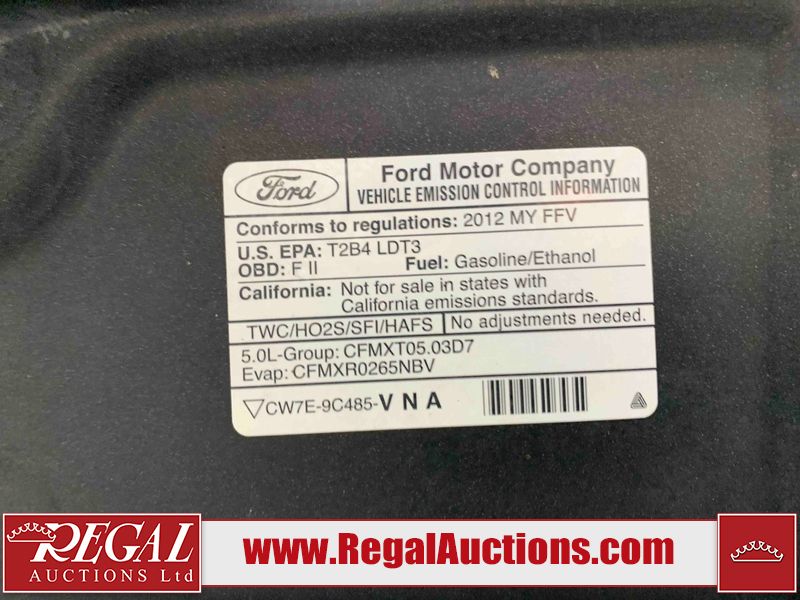 Ford
Ford Motor Company
VEHICLE EMISSION CONTROL INFORMATION
Conforms to regulations: 2012 MY FFV
U.S. EPA: T2B4 LDT3
OBD: F II Fuel: Gasoline/Ethanol
California: Not for sale in states with
California emissions standards.
TWC/HO2S/SFI/HAFS No adjustments needed.
5.0L-Group: CFMXT05.03D7
Evap: CFMXR0265NBV
CW7E-9C485-VNA
REGAL
AUCTIONS Ltd
www.RegalAuctions.com